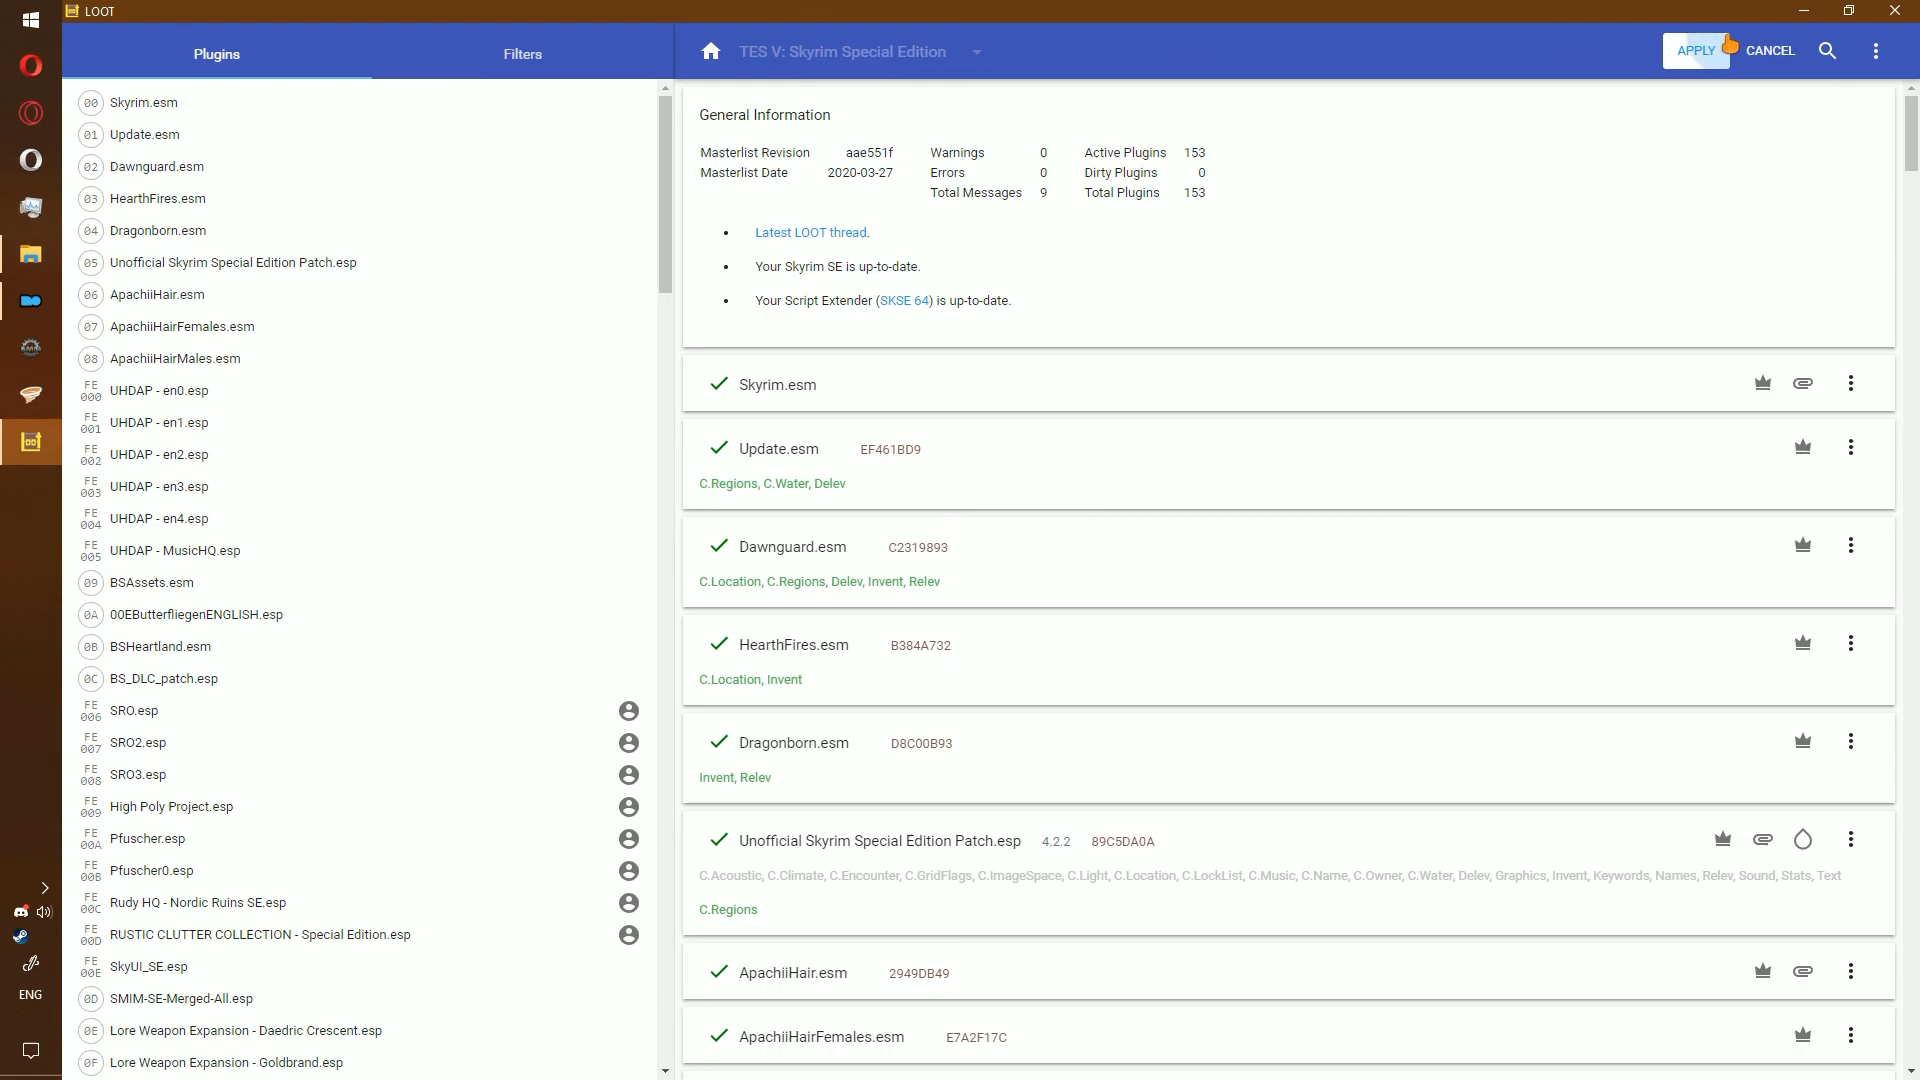 LOOT
Plugins
Filters
TES V: Skyrim Special Edition
APPLY
CANCEL
00 Skyrim.esm
01 Update.esm
02 Dawnguard.esm
03 HearthFires.esm
04 Dragonborn.esm
05 Unofficial Skyrim Special Edition Patch.esp
06 ApachiiHair.esm
07 ApachiiHairFemales.esm
08 ApachiiHairMales.esm
FE 000 UHDAP - en0.esp
FE 001 UHDAP - en1.esp
FE 002 UHDAP - en2.esp
FE 003 UHDAP - en3.esp
FE 004 UHDAP - en4.esp
FE 005 UHDAP - MusicHQ.esp
09 BSAssets.esm
0A 00EButterfliegenENGLISH.esp
0B BSHeartland.esm
0C BS_DLC_patch.esp
FE 006 SRO.esp
FE 007 SRO2.esp
FE 008 SRO3.esp
FE 009 High Poly Project.esp
FE 00A Pfuscher.esp
FE 00B Pfuscher0.esp
FE 00C Rudy HQ - Nordic Ruins SE.esp
FE 00D RUSTIC CLUTTER COLLECTION - Special Edition.esp
FE 00E SkyUI_SE.esp
0D SMIM-SE-Merged-All.esp
0E Lore Weapon Expansion - Daedric Crescent.esp
0F Lore Weapon Expansion - Goldbrand.esp
General Information
Masterlist Revision aae551f Warnings 0 Active Plugins 153
Masterlist Date 2020-03-27 Errors 0 Dirty Plugins 0
Total Messages 9 Total Plugins 153
• Latest LOOT thread.
• Your Skyrim SE is up-to-date.
• Your Script Extender (SKSE 64) is up-to-date.
Skyrim.esm
Update.esm EF461BD9
C.Regions, C.Water, Delev
Dawnguard.esm C2319893
C.Location, C.Regions, Delev, Invent, Relev
HearthFires.esm B384A732
C.Location, Invent
Dragonborn.esm D8C00B93
Invent, Relev
Unofficial Skyrim Special Edition Patch.esp 4.2.2 89C5DA0A
C.Acoustic, C.Climate, C.Encounter, C.GridFlags, C.ImageSpace, C.Light, C.Location, C.LockList, C.Music, C.Name, C.Owner, C.Water, Delev, Graphics, Invent, Keywords, Names, Relev, Sound, Stats, Text
C.Regions
ApachiiHair.esm 2949DB49
ApachiiHairFemales.esm E7A2F17C
ENG